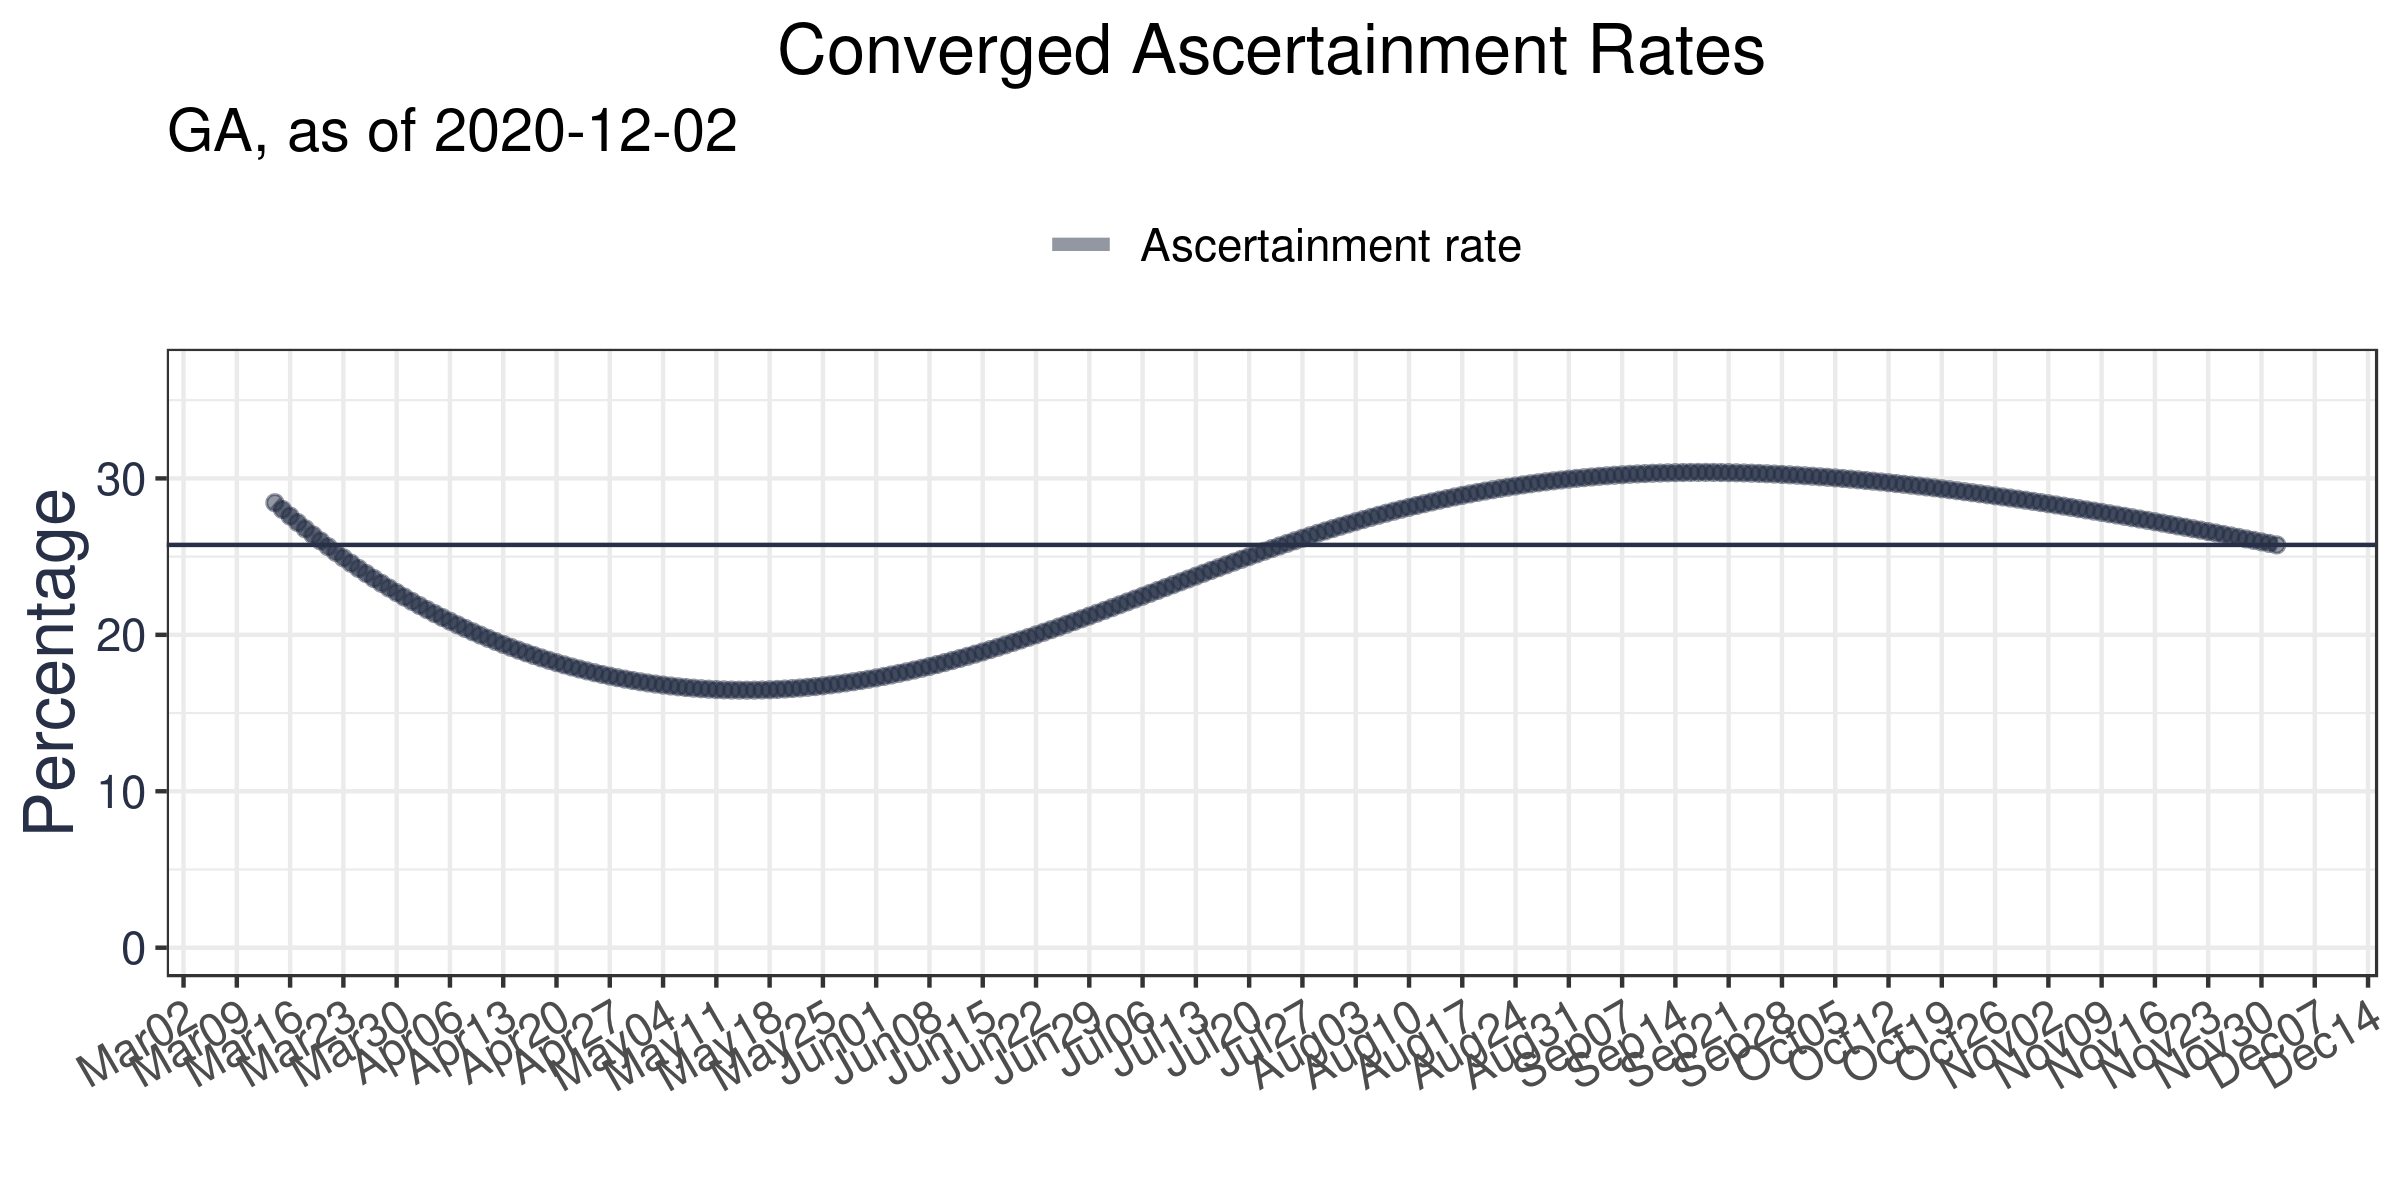 Converged Ascertainment Rates
GA, as of 2020-12-02
Ascertainment rate
Percentage
30
20
10
0
Mar02 Mar09 Mar16 Mar23 Mar30 Apr06 Apr13 Apr20 Apr27 May04 May11 May18 May25 Jun01 Jun08 Jun15 Jun22 Jun29 Jul06 Jul13 Jul20 Jul27 Aug03 Aug10 Aug17 Aug24 Aug31 Sep07 Sep14 Sep21 Sep28 Oct05 Oct12 Oct19 Oct26 Nov02 Nov09 Nov16 Nov23 Nov30 Dec07 Dec14